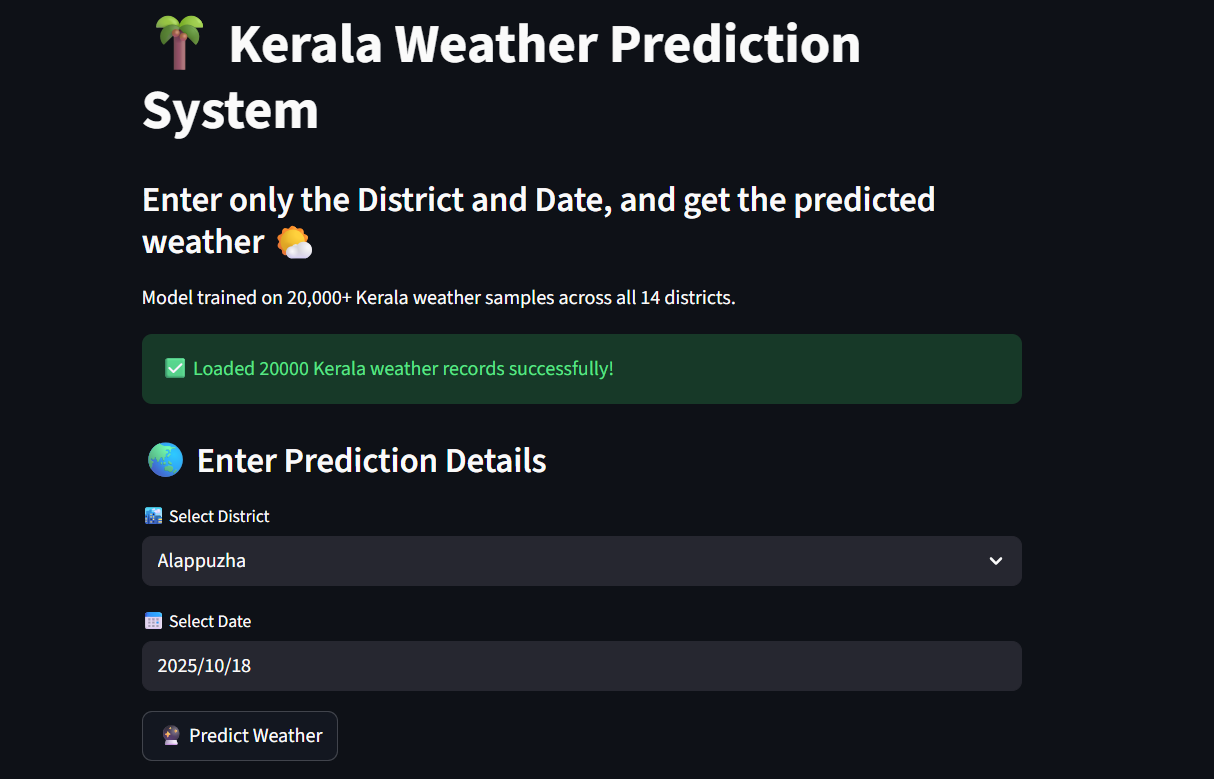 🌴 Kerala Weather Prediction
System
Enter only the District and Date, and get the predicted
weather 🌤️
Model trained on 20,000+ Kerala weather samples across all 14 districts.
✅ Loaded 20000 Kerala weather records successfully!
🌏 Enter Prediction Details
🏙️ Select District
Alappuzha
📅 Select Date
2025/10/18
🔮 Predict Weather